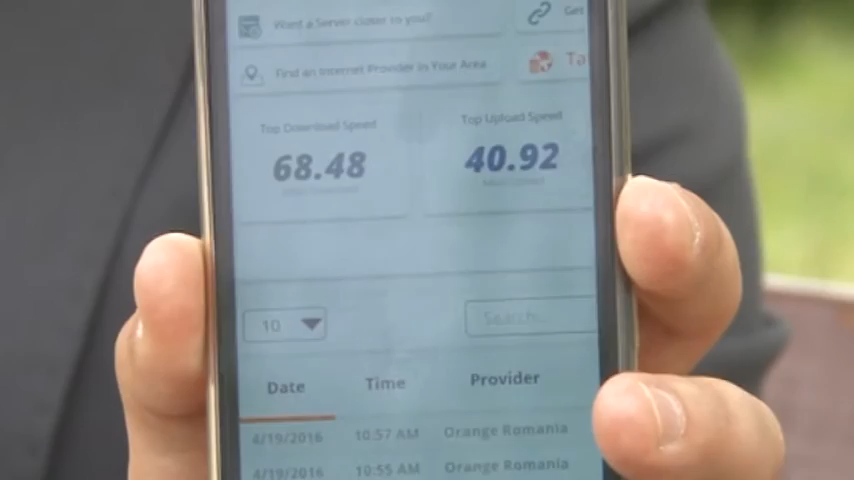 Want a Server closer to you?
Get
Find an Internet Provider in Your Area
Ta
Top Download Speed
Top Upload Speed
68.48
40.92
10
Search...
Date Time Provider
4/19/2016 10:57 AM Orange Romania
4/19/2016 10:55 AM Orange Romania